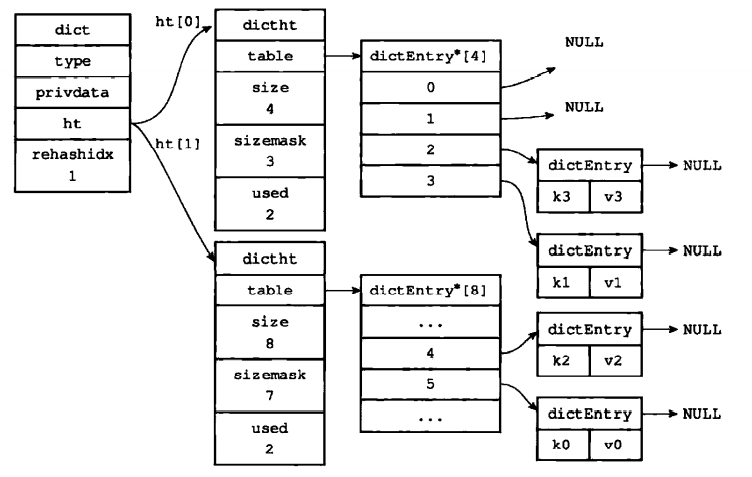 dict
type
privdata
ht
rehashidx
1
ht[0]
ht[1]
dictht
table
size
4
sizemask
3
used
2
dictEntry*[4]
0
1
2
3
NULL
NULL
dictEntry
NULL
k3 v3
dictEntry
NULL
k1 v1
dictht
table
size
8
sizemask
7
used
2
dictEntry*[8]
...
4
5
...
dictEntry
NULL
k2 v2
dictEntry
NULL
k0 v0